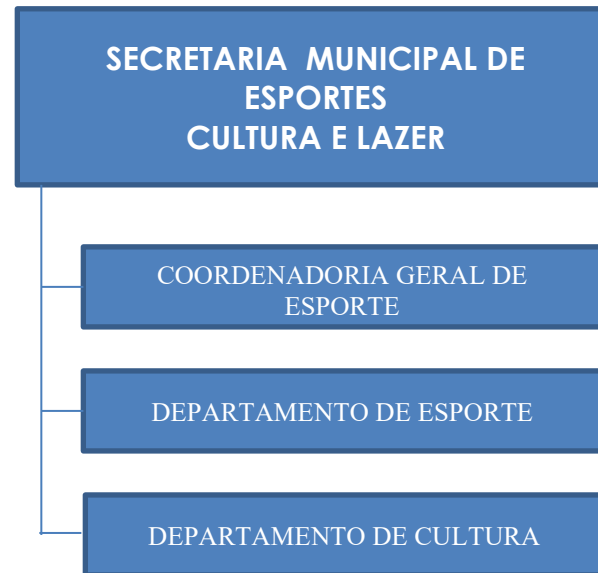 SECRETARIA MUNICIPAL DE
ESPORTES
CULTURA E LAZER
COORDENADORIA GERAL DE
ESPORTE
DEPARTAMENTO DE ESPORTE
DEPARTAMENTO DE CULTURA